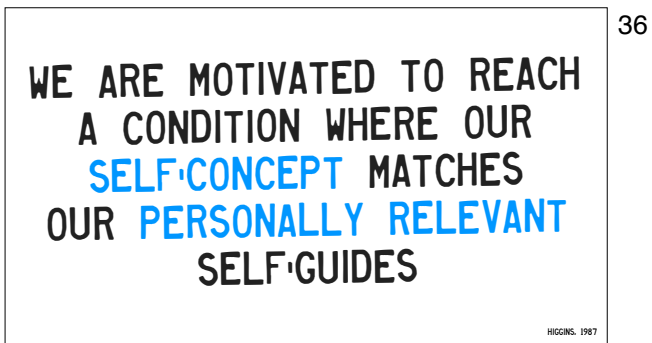 36
WE ARE MOTIVATED TO REACH
A CONDITION WHERE OUR
SELF-CONCEPT MATCHES
OUR PERSONALLY RELEVANT
SELF-GUIDES
HIGGINS, 1987